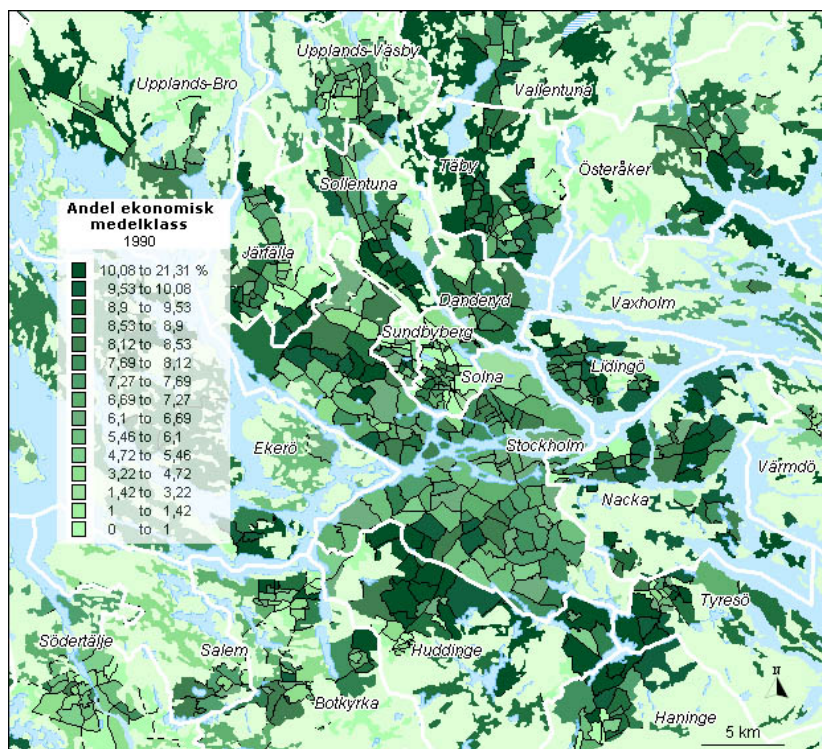 Upplands-Väsby
Upplands-Bro
Vallentuna
Täby
Österåker
Sollentuna
Andel ekonomisk
medelklass
1990
10,08 to 21,31 %
9,53 to 10,08
8,9 to 9,53
8,53 to 8,9
8,12 to 8,53
7,69 to 8,12
7,27 to 7,69
6,69 to 7,27
6,1 to 6,69
5,46 to 6,1
4,72 to 5,46
3,22 to 4,72
1,42 to 3,22
1 to 1,42
0 to 1
Järfälla
Danderyd
Vaxholm
Sundbyberg
Lidingö
Solna
Ekerö
Stockholm
Värmdö
Nacka
Tyresö
Södertälje
Salem
Huddinge
Botkyrka
Haninge
N
5 km